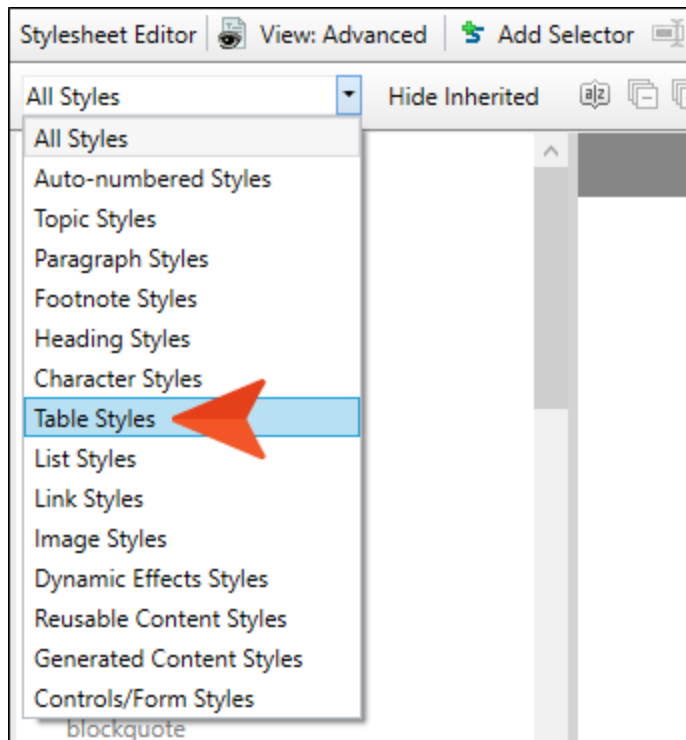 Stylesheet Editor View: Advanced Add Selector
All Styles Hide Inherited a z
All Styles
Auto-numbered Styles
Topic Styles
Paragraph Styles
Footnote Styles
Heading Styles
Character Styles
Table Styles
List Styles
Link Styles
Image Styles
Dynamic Effects Styles
Reusable Content Styles
Generated Content Styles
Controls/Form Styles
blockquote